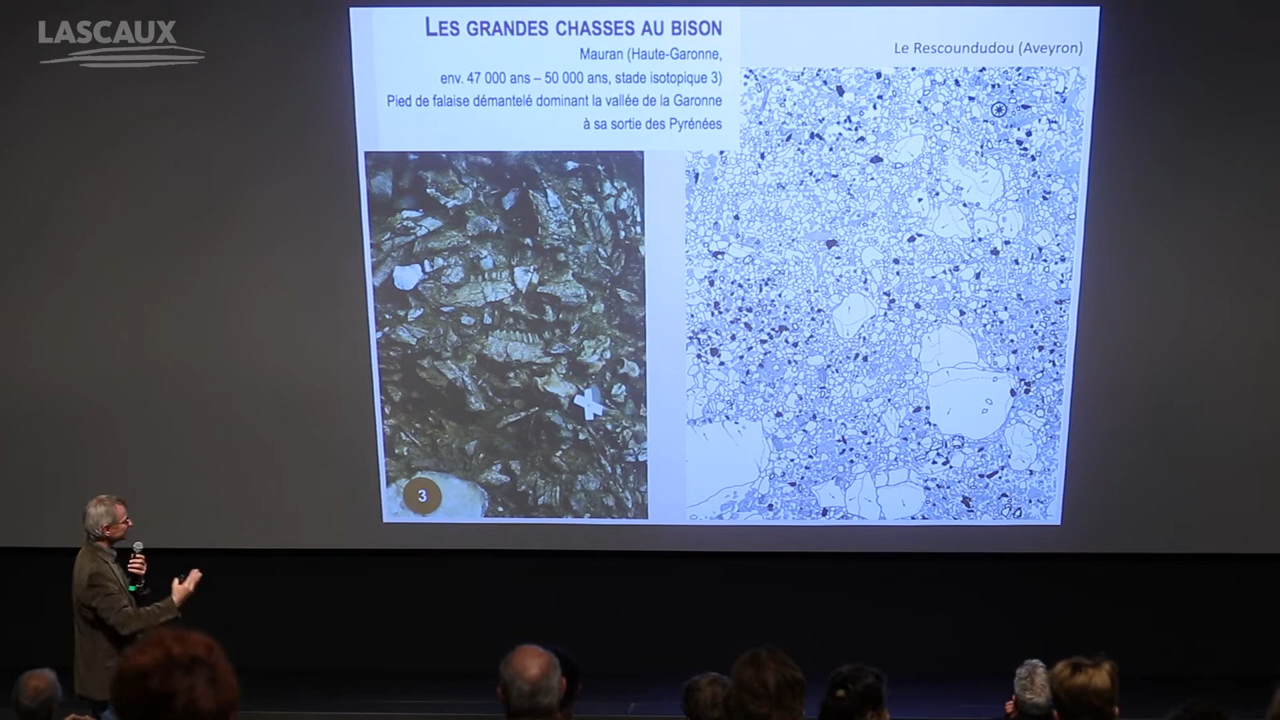 LASCAUX
LES GRANDES CHASSES AU BISON
Mauran (Haute-Garonne,
env. 47 000 ans – 50 000 ans, stade isotopique 3)
Pied de falaise démantelé dominant la vallée de la Garonne
à sa sortie des Pyrénées
Le Rescoundudou (Aveyron)
3